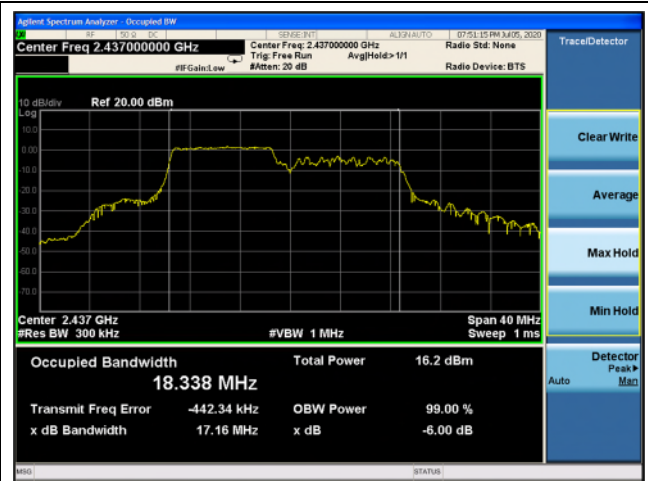 Agilent Spectrum Analyzer - Occupied BW
RF 50 Ω DC SENSE:INT ALIGN AUTO 07:51:15 PM Jul 05, 2020
Center Freq 2.437000000 GHz Center Freq: 2.437000000 GHz Radio Std: None
Trig: Free Run Avg|Hold:>1/1
#IFGain:Low #Atten: 20 dB Radio Device: BTS
Trace/Detector
10 dB/div Ref 20.00 dBm
Log
10.0
0.00
-10.0
-20.0
-30.0
-40.0
-50.0
-60.0
-70.0
Clear Write
Average
Max Hold
Min Hold
Center 2.437 GHz Span 40 MHz
#Res BW 300 kHz #VBW 1 MHz Sweep 1 ms
Occupied Bandwidth Total Power 16.2 dBm
18.338 MHz
Transmit Freq Error -442.34 kHz OBW Power 99.00 %
x dB Bandwidth 17.16 MHz x dB -6.00 dB
Detector
Peak▶
Auto Man
MSG STATUS